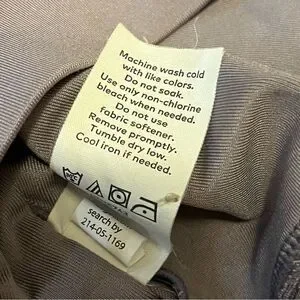 Machine wash cold
with like colors.
Do not soak.
Use only non-chlorine
bleach when needed.
Do not use
fabric softener.
Remove promptly.
Tumble dry low.
Cool iron if needed.
search by
214-05-1169